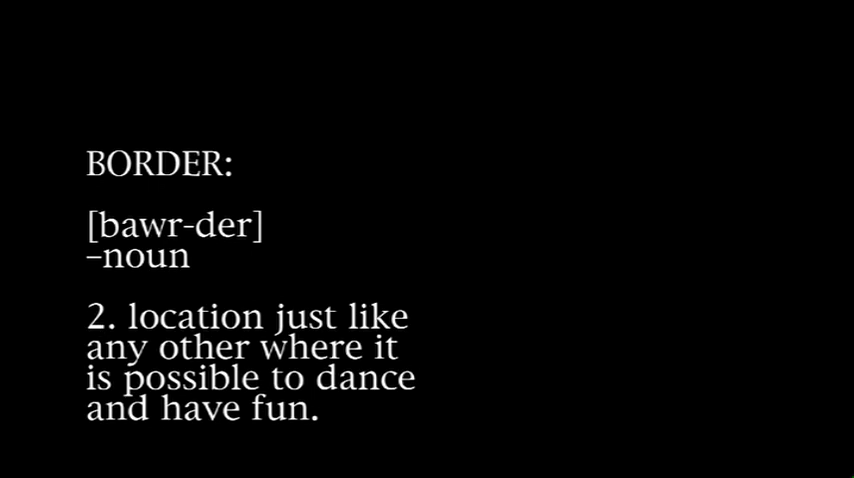 BORDER:
[bawr-der]
–noun
2. location just like
any other where it
is possible to dance
and have fun.